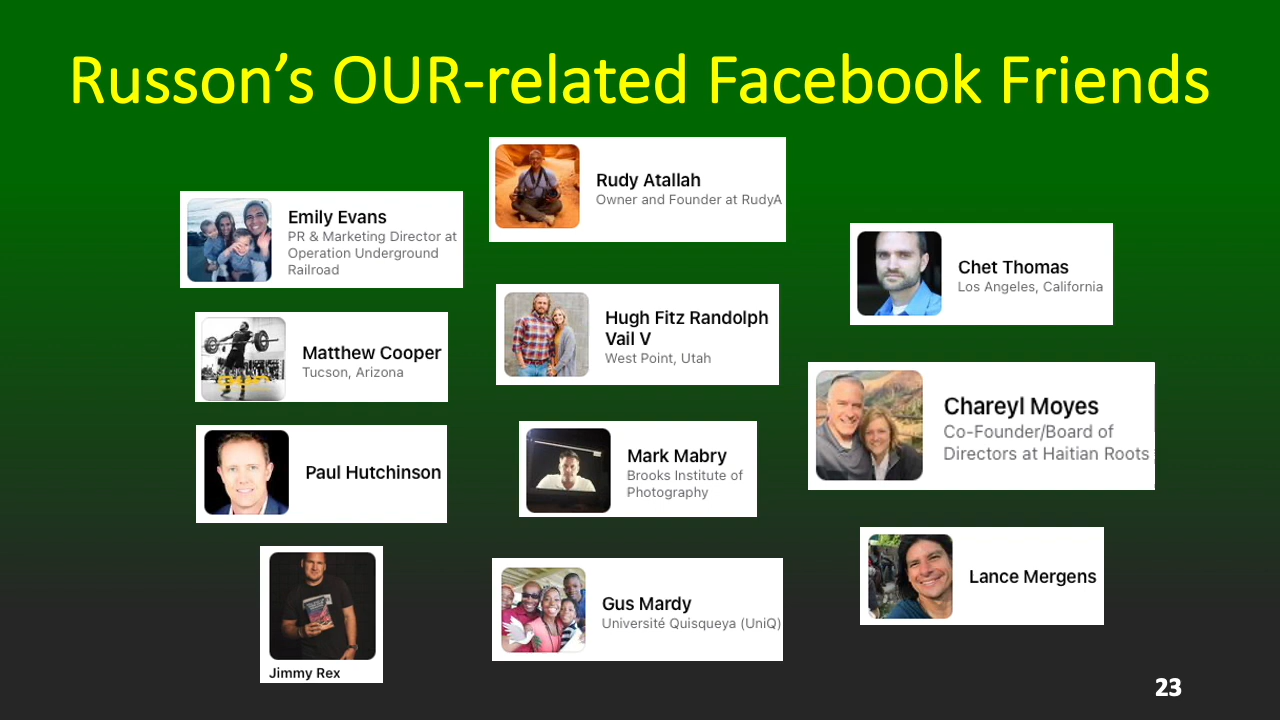 Russon’s OUR-related Facebook Friends
Emily Evans
PR & Marketing Director at
Operation Underground
Railroad
Matthew Cooper
Tucson, Arizona
Paul Hutchinson
Jimmy Rex
Rudy Atallah
Owner and Founder at RudyA
Hugh Fitz Randolph
Vail V
West Point, Utah
Mark Mabry
Brooks Institute of
Photography
Gus Mardy
Université Quisqueya (UniQ)
Chet Thomas
Los Angeles, California
Chareyl Moyes
Co-Founder/Board of
Directors at Haitian Roots
Lance Mergens
23